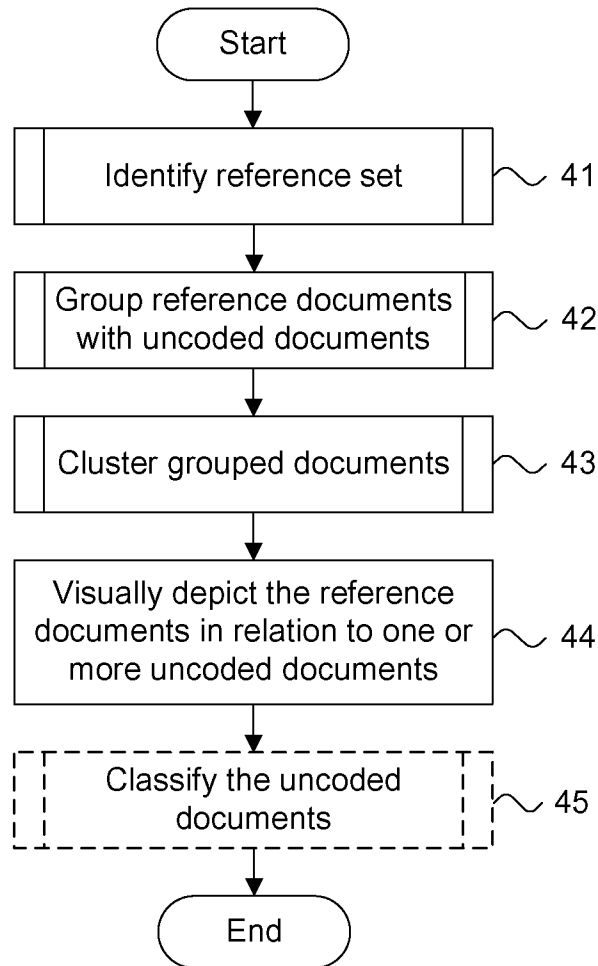 Start
Identify reference set
41
Group reference documents
with uncoded documents
42
Cluster grouped documents
43
Visually depict the reference
documents in relation to one or
more uncoded documents
44
Classify the uncoded
documents
45
End